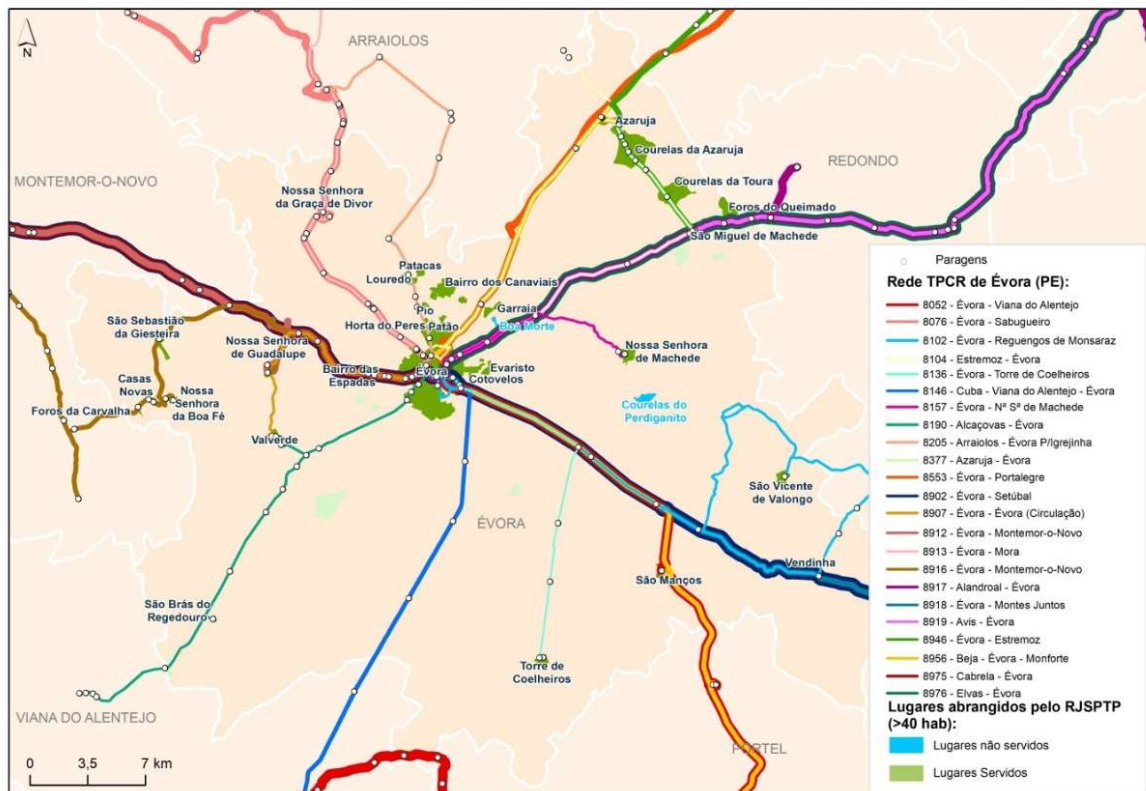 N
ARRAIOLOS
MONTEMOR-O-NOVO
REDONDO
Azaruja
Courelas da Azaruja
Courelas da Toura
Foros do Queimado
São Miguel de Machede
Nossa Senhora
da Graça de Divor
Patacas
Louredo
Bairro dos Canaviais
Pio
Garraia
Horta do Peres
Patão
Boa Morte
São Sebastião
da Giesteira
Nossa Senhora
de Guadalupe
Nossa Senhora
de Machede
Bairro das
Espadas
Évora
Evaristo
Cotovelos
Casas
Novas
Nossa
Senhora
da Boa Fé
Foros da Carvalha
Courelas do
Perdiganito
Valverde
São Vicente
de Valongo
ÉVORA
Vendinha
São Manços
São Brás do
Regedouro
Torre de
Coelheiros
VIANA DO ALENTEJO
PORTEL
0 3,5 7 km
Paragens
Rede TPCR de Évora (PE):
8052 - Évora - Viana do Alentejo
8076 - Évora - Sabugueiro
8102 - Évora - Reguengos de Monsaraz
8104 - Estremoz - Évora
8136 - Évora - Torre de Coelheiros
8146 - Cuba - Viana do Alentejo - Évora
8157 - Évora - Nª Sª de Machede
8190 - Alcaçovas - Évora
8205 - Arraiolos - Évora P/Igrejinha
8377 - Azaruja - Évora
8553 - Évora - Portalegre
8902 - Évora - Setúbal
8907 - Évora - Évora (Circulação)
8912 - Évora - Montemor-o-Novo
8913 - Évora - Mora
8916 - Évora - Montemor-o-Novo
8917 - Alandroal - Évora
8918 - Évora - Montes Juntos
8919 - Avis - Évora
8946 - Évora - Estremoz
8956 - Beja - Évora - Monforte
8975 - Cabrela - Évora
8976 - Elvas - Évora
Lugares abrangidos pelo RJSPTP
(>40 hab):
Lugares não servidos
Lugares Servidos